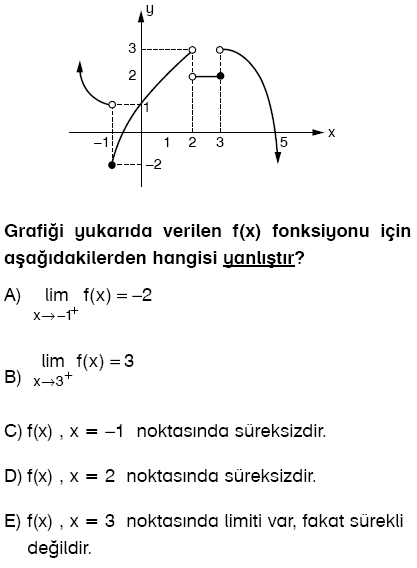 y
3
2
1
–1
1
2
3
5
x
–2
Grafiği yukarıda verilen f(x) fonksiyonu için
aşağıdakilerden hangisi yanlıştır?
A) lim f(x) = –2
x→–1⁺
B) lim f(x) = 3
x→3⁺
C) f(x) , x = –1 noktasında süreksizdir.
D) f(x) , x = 2 noktasında süreksizdir.
E) f(x) , x = 3 noktasında limiti var, fakat sürekli
değildir.